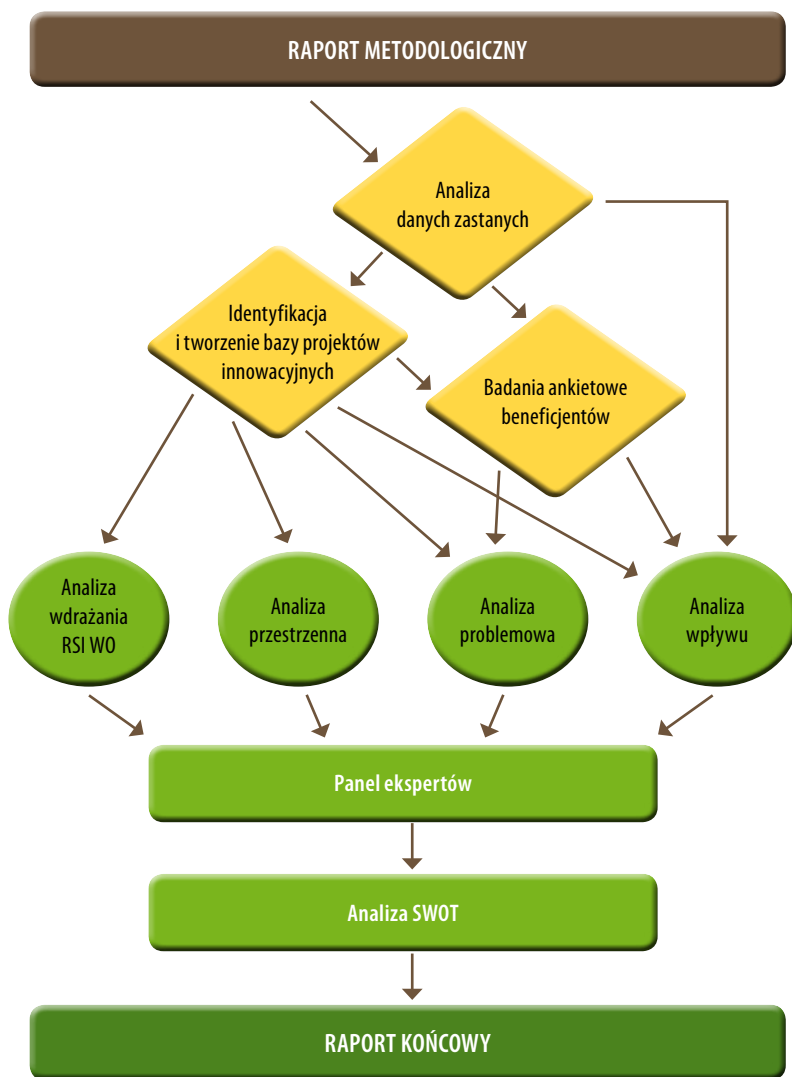 RAPORT METODOLOGICZNY
Analiza
danych zastanych
Identyfikacja
i tworzenie bazy projektów
innowacyjnych
Badania ankietowe
beneficjentów
Analiza
wdrażania
RSI WO
Analiza
przestrzenna
Analiza
problemowa
Analiza
wpływu
Panel ekspertów
Analiza SWOT
RAPORT KOŃCOWY